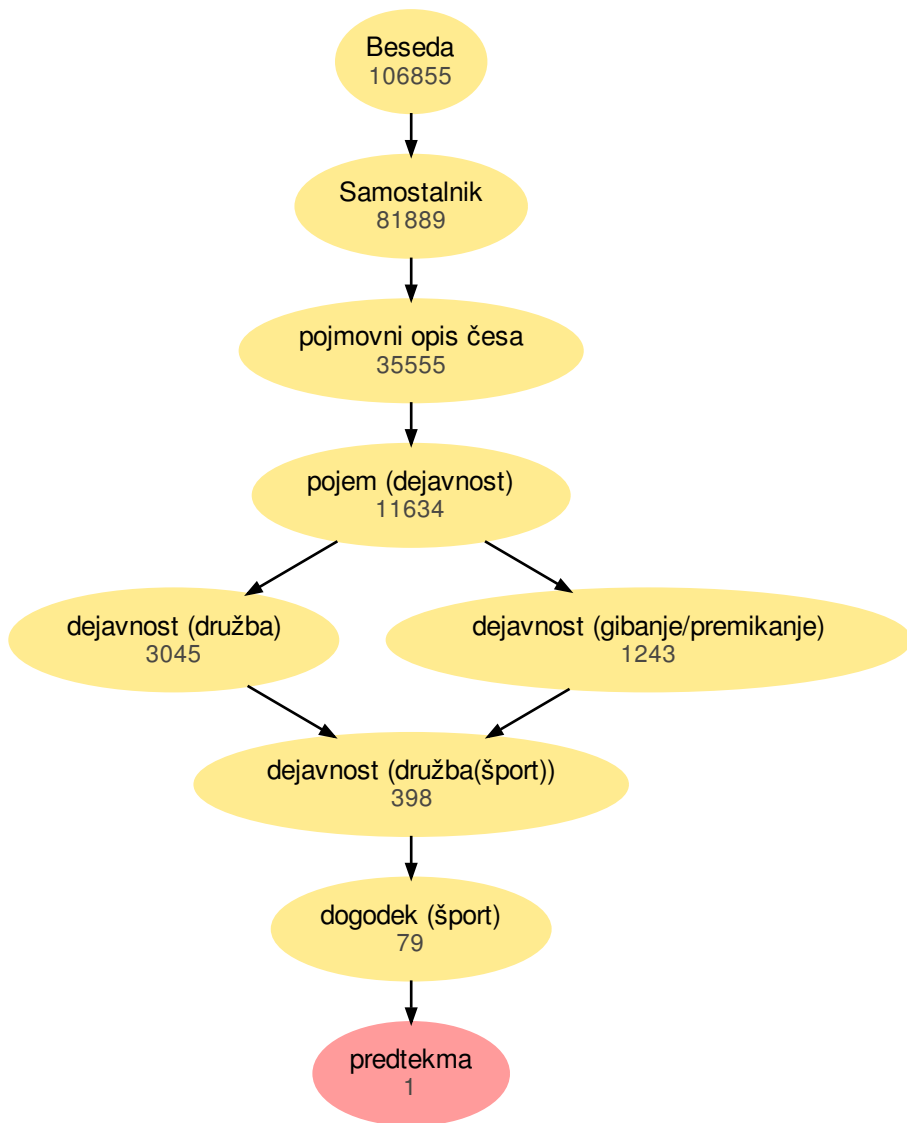 Beseda
106855
Samostalnik
81889
pojmovni opis česa
35555
pojem (dejavnost)
11634
dejavnost (družba)
3045
dejavnost (gibanje/premikanje)
1243
dejavnost (družba(šport))
398
dogodek (šport)
79
predtekma
1